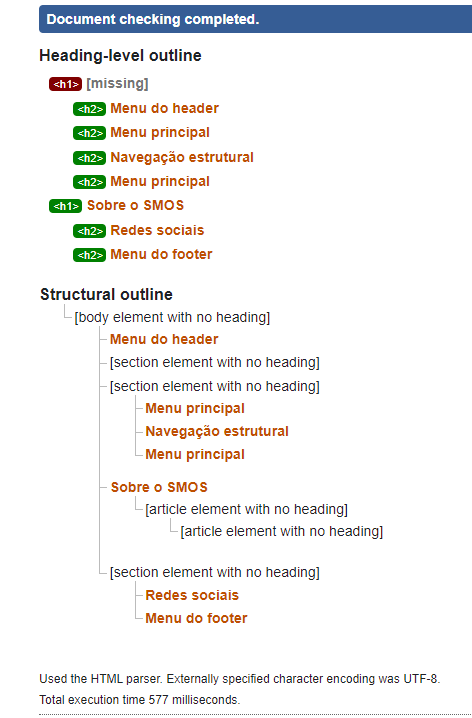 Document checking completed.
Heading-level outline
<h1> [missing]
<h2> Menu do header
<h2> Menu principal
<h2> Navegação estrutural
<h2> Menu principal
<h1> Sobre o SMOS
<h2> Redes sociais
<h2> Menu do footer
Structural outline
[body element with no heading]
Menu do header
[section element with no heading]
[section element with no heading]
Menu principal
Navegação estrutural
Menu principal
Sobre o SMOS
[article element with no heading]
[article element with no heading]
[section element with no heading]
Redes sociais
Menu do footer
Used the HTML parser. Externally specified character encoding was UTF-8.
Total execution time 577 milliseconds.